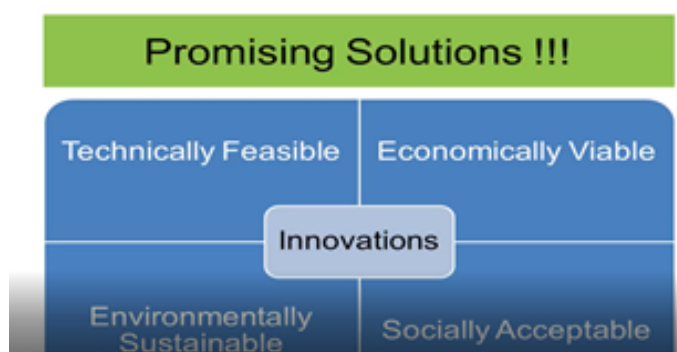 Promising Solutions !!!
Technically Feasible
Economically Viable
Innovations
Environmentally
Sustainable
Socially Acceptable